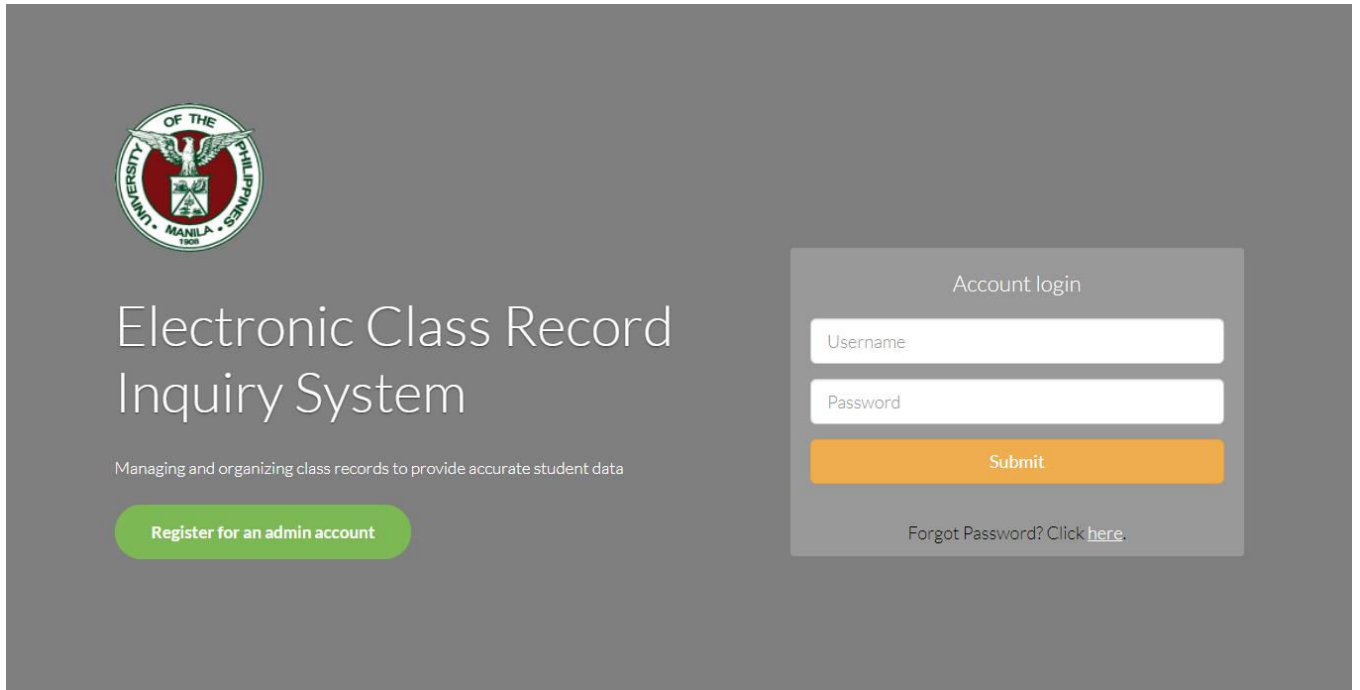 UNIVERSITY OF THE PHILIPPINES
MANILA
1908
Electronic Class Record
Inquiry System
Managing and organizing class records to provide accurate student data
Register for an admin account
Account login
Username
Password
Submit
Forgot Password? Click here.